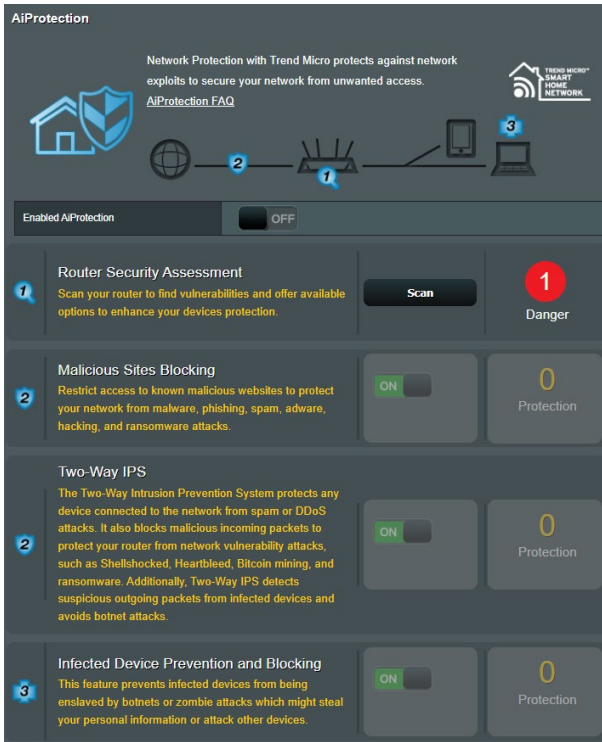 AiProtection
Network Protection with Trend Micro protects against network
exploits to secure your network from unwanted access.
AiProtection FAQ
TREND MICRO™
SMART
HOME
NETWORK
3
2
1
Enabled AiProtection
OFF
1
Router Security Assessment
Scan your router to find vulnerabilities and offer available
options to enhance your devices protection.
Scan
1
Danger
2
Malicious Sites Blocking
Restrict access to known malicious websites to protect
your network from malware, phishing, spam, adware,
hacking, and ransomware attacks.
ON
0
Protection
2
Two-Way IPS
The Two-Way Intrusion Prevention System protects any
device connected to the network from spam or DDoS
attacks. It also blocks malicious incoming packets to
protect your router from network vulnerability attacks,
such as Shellshocked, Heartbleed, Bitcoin mining, and
ransomware. Additionally, Two-Way IPS detects
suspicious outgoing packets from infected devices and
avoids botnet attacks.
ON
0
Protection
3
Infected Device Prevention and Blocking
This feature prevents infected devices from being
enslaved by botnets or zombie attacks which might steal
your personal information or attack other devices.
ON
0
Protection